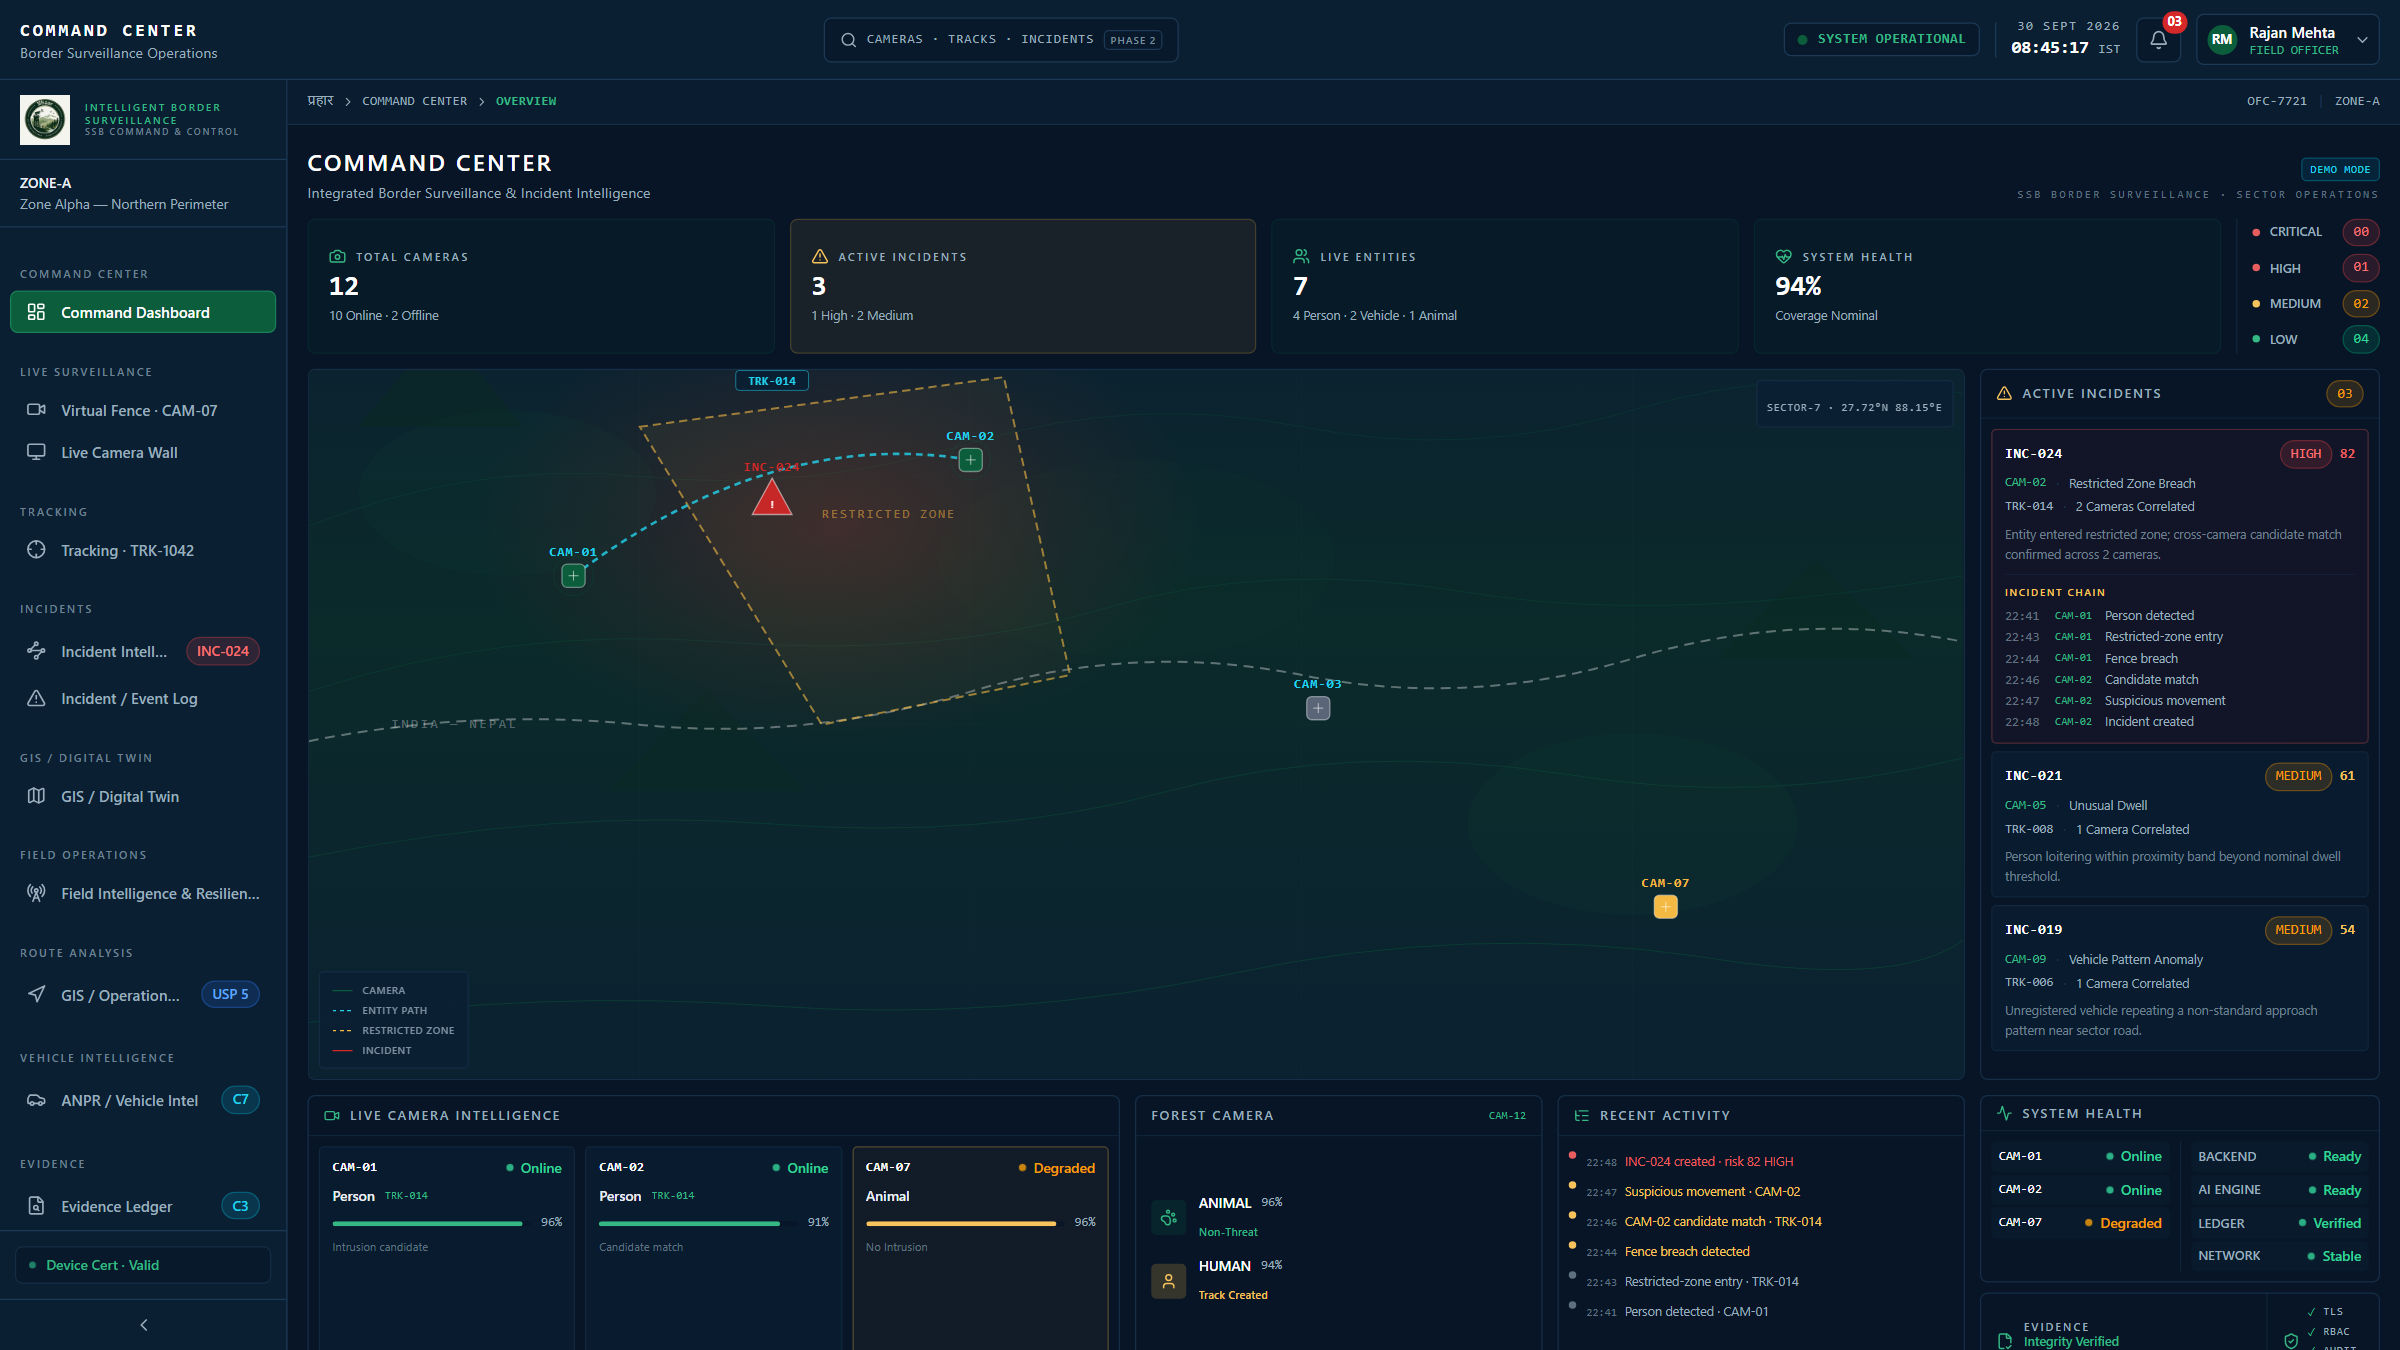 COMMAND CENTER
Border Surveillance Operations
CAMERAS · TRACKS · INCIDENTS PHASE 2
SYSTEM OPERATIONAL
30 SEPT 2026
08:45:17 IST
03
RM
Rajan Mehta
FIELD OFFICER
INTELLIGENT BORDER
SURVEILLANCE
SSB COMMAND & CONTROL
ZONE-A
Zone Alpha — Northern Perimeter
COMMAND CENTER
Command Dashboard
LIVE SURVEILLANCE
Virtual Fence · CAM-07
Live Camera Wall
TRACKING
Tracking · TRK-1042
INCIDENTS
Incident Intell... INC-024
Incident / Event Log
GIS / DIGITAL TWIN
GIS / Digital Twin
FIELD OPERATIONS
Field Intelligence & Resilien...
ROUTE ANALYSIS
GIS / Operation... USP 5
VEHICLE INTELLIGENCE
ANPR / Vehicle Intel C7
EVIDENCE
Evidence Ledger C3
Device Cert · Valid
प्रहार > COMMAND CENTER > OVERVIEW
OFC-7721 ZONE-A
COMMAND CENTER
Integrated Border Surveillance & Incident Intelligence
DEMO MODE
SSB BORDER SURVEILLANCE · SECTOR OPERATIONS
TOTAL CAMERAS
12
10 Online · 2 Offline
ACTIVE INCIDENTS
3
1 High · 2 Medium
LIVE ENTITIES
7
4 Person · 2 Vehicle · 1 Animal
SYSTEM HEALTH
94%
Coverage Nominal
CRITICAL 00
HIGH 01
MEDIUM 02
LOW 04
TRK-014
SECTOR-7 · 27.72°N 88.15°E
CAM-02
INC-024
!
RESTRICTED ZONE
CAM-01
CAM-03
INDIA — NEPAL
CAM-07
CAMERA
ENTITY PATH
RESTRICTED ZONE
INCIDENT
ACTIVE INCIDENTS 03
INC-024 HIGH 82
CAM-02 · Restricted Zone Breach
TRK-014 · 2 Cameras Correlated
Entity entered restricted zone; cross-camera candidate match
confirmed across 2 cameras.
INCIDENT CHAIN
22:41 CAM-01 Person detected
22:43 CAM-01 Restricted-zone entry
22:44 CAM-01 Fence breach
22:46 CAM-02 Candidate match
22:47 CAM-02 Suspicious movement
22:48 CAM-02 Incident created
INC-021 MEDIUM 61
CAM-05 · Unusual Dwell
TRK-008 · 1 Camera Correlated
Person loitering within proximity band beyond nominal dwell
threshold.
INC-019 MEDIUM 54
CAM-09 · Vehicle Pattern Anomaly
TRK-006 · 1 Camera Correlated
Unregistered vehicle repeating a non-standard approach
pattern near sector road.
LIVE CAMERA INTELLIGENCE
CAM-01 Online
Person TRK-014
96%
Intrusion candidate
CAM-02 Online
Person TRK-014
91%
Candidate match
CAM-07 Degraded
Animal
96%
No Intrusion
FOREST CAMERA CAM-12
ANIMAL 96%
Non-Threat
HUMAN 94%
Track Created
RECENT ACTIVITY
22:48 INC-024 created · risk 82 HIGH
22:47 Suspicious movement · CAM-02
22:46 CAM-02 candidate match · TRK-014
22:44 Fence breach detected
22:43 Restricted-zone entry · TRK-014
22:41 Person detected · CAM-01
SYSTEM HEALTH
CAM-01 Online
CAM-02 Online
CAM-07 Degraded
BACKEND Ready
AI ENGINE Ready
LEDGER Verified
NETWORK Stable
EVIDENCE
Integrity Verified
✓ TLS
✓ RBAC